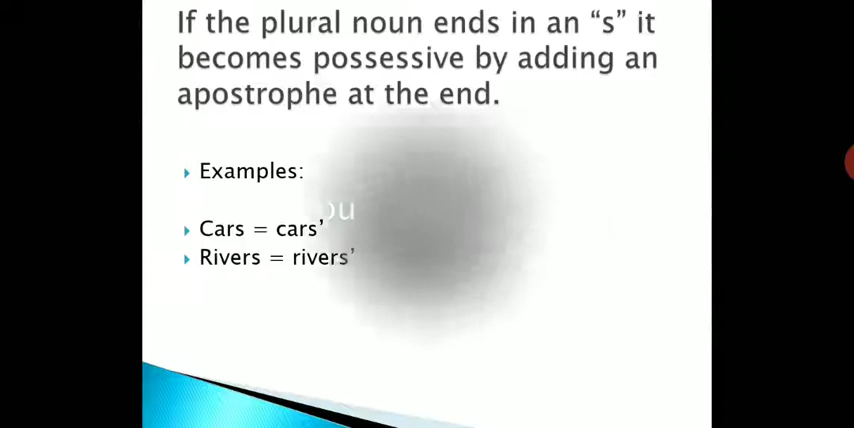 If the plural noun ends in an “s” it
becomes possessive by adding an
apostrophe at the end.
Examples:
Cars = cars’
Rivers = rivers’